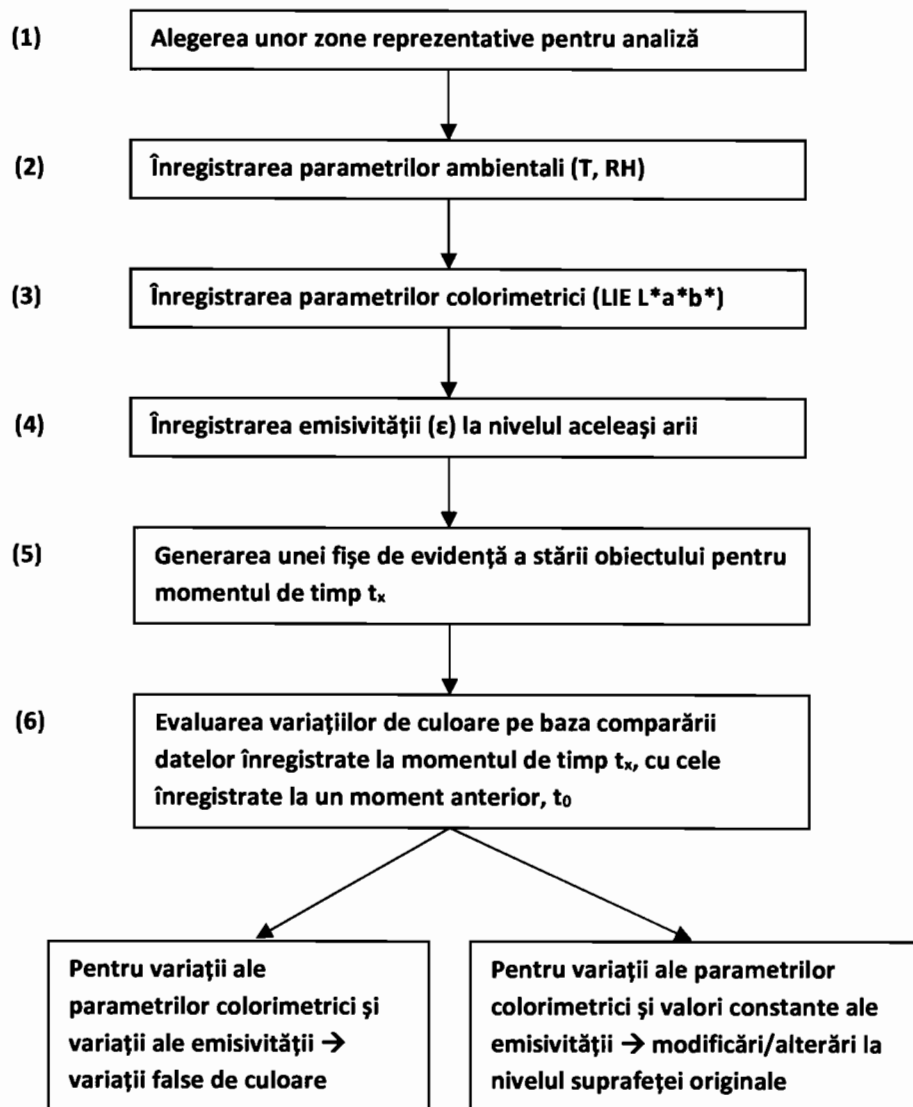 (1) Alegerea unor zone reprezentative pentru analiză
(2) Înregistrarea parametrilor ambientali (T, RH)
(3) Înregistrarea parametrilor colorimetrici (LIE L*a*b*)
(4) Înregistrarea emisivității (ε) la nivelul aceleași arii
(5) Generarea unei fișe de evidență a stării obiectului pentru
momentul de timp tₓ
(6) Evaluarea variațiilor de culoare pe baza comparării
datelor înregistrate la momentul de timp tₓ, cu cele
înregistrate la un moment anterior, t₀
Pentru variații ale
parametrilor colorimetrici și
variații ale emisivității →
variații false de culoare
Pentru variații ale parametrilor
colorimetrici și valori constante ale
emisivității → modificări/alterări la
nivelul suprafeței originale